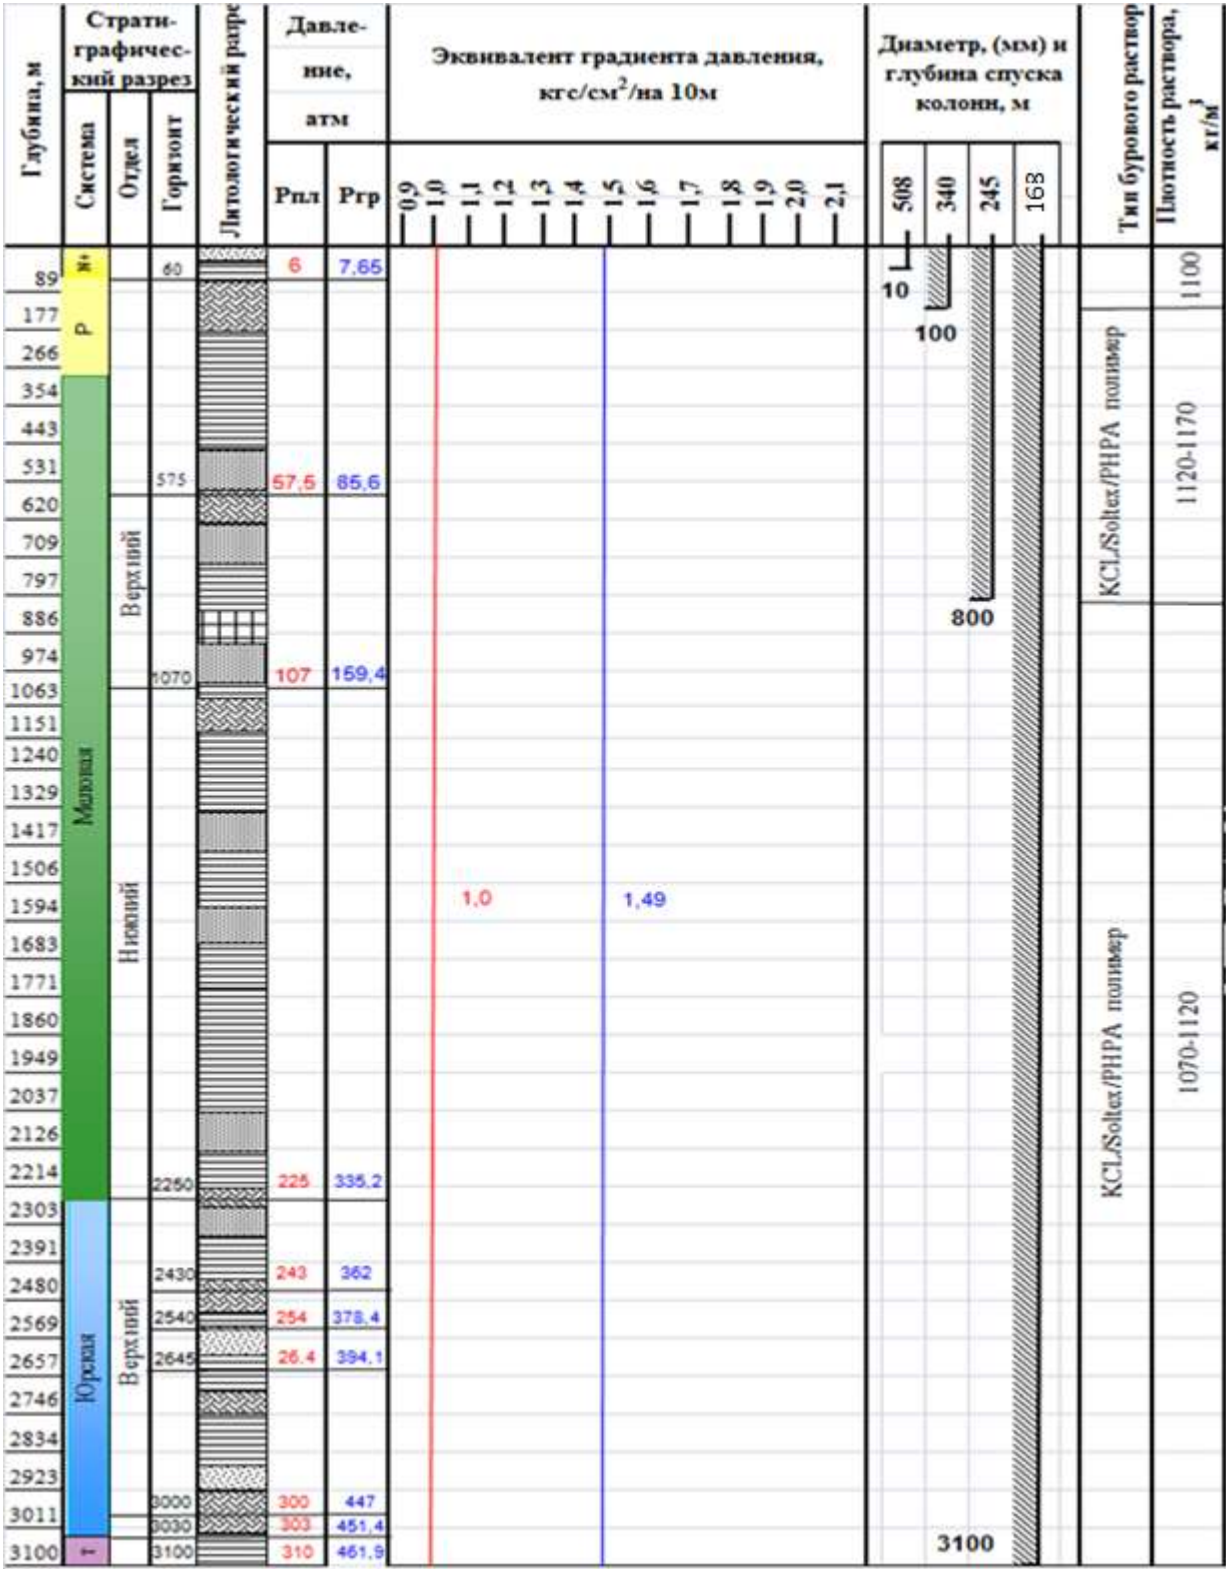 Глубина, м
Страти-
графичес-
кий разрез
Система
Отдел
Горизонт
Литологический разре
Давле-
ние,
атм
Рпл
Ргр
Эквивалент градиента давления,
кгс/см²/на 10м
0,9
1,0
1,1
1,2
1,3
1,4
1,5
1,6
1,7
1,8
1,9
2,0
2,1
Диаметр, (мм) и
глубина спуска
колонн, м
508
340
245
168
Тип бурового раствор
Плотность раствора,
кг/м³
89
177
266
354
443
531
620
709
797
886
974
1063
1151
1240
1329
1417
1506
1594
1683
1771
1860
1949
2037
2126
2214
2303
2391
2480
2569
2657
2746
2834
2923
3011
3100
N+
P
Меловая
Юрская
T
Верхний
Нижний
Верхний
60 6 7,65
575 57,5 85,6
1070 107 159,4
2250 225 335,2
2430 243 362
2540 254 378,4
2645 26.4 394,1
3000 300 447
3030 303 451,4
3100 310 461,9
1,0
1,49
10
100
800
3100
KCL/Soltex/PHPA полимер
KCL/Soltex/PHPA полимер
1100
1120-1170
1070-1120